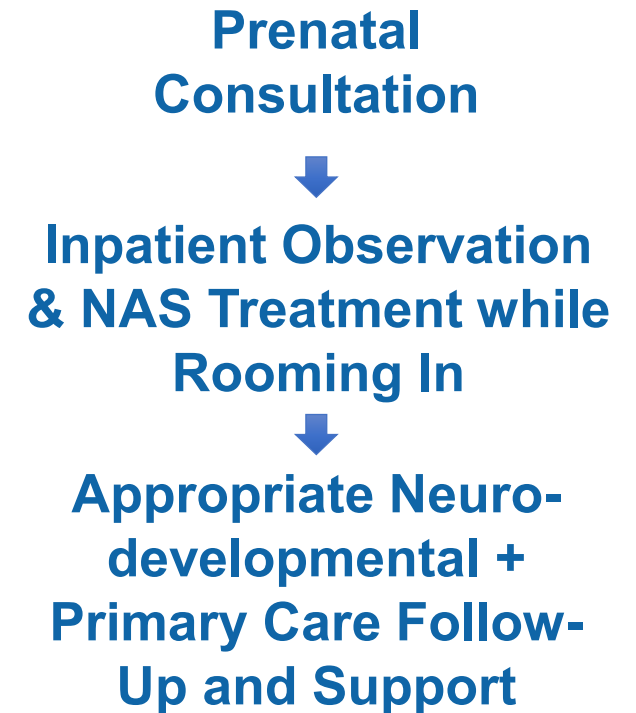 Prenatal
Consultation
Inpatient Observation
& NAS Treatment while
Rooming In
Appropriate Neuro-
developmental +
Primary Care Follow-
Up and Support